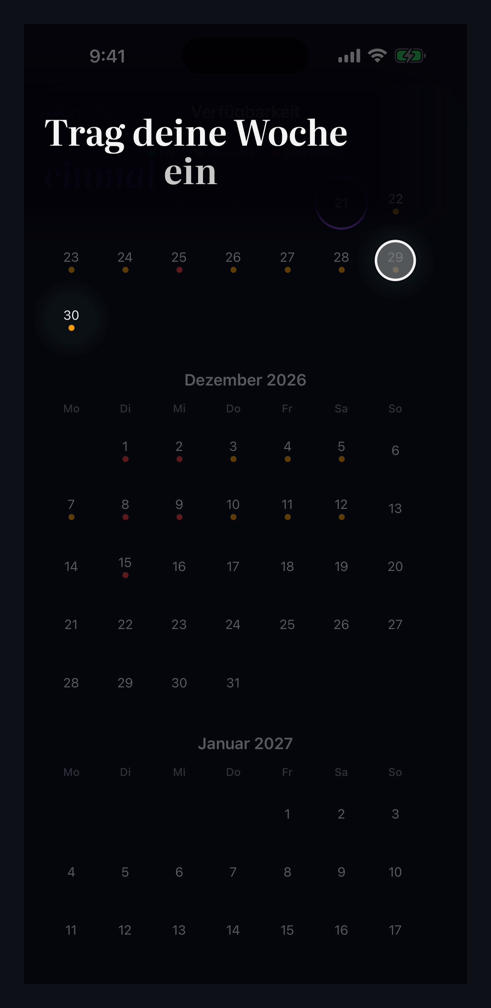 9:41
Verfügbarkeit
Trag deine Woche
einmal ein
21 22
23 24 25 26 27 28 29
30
Dezember 2026
Mo Di Mi Do Fr Sa So
1 2 3 4 5 6
7 8 9 10 11 12 13
14 15 16 17 18 19 20
21 22 23 24 25 26 27
28 29 30 31
Januar 2027
Mo Di Mi Do Fr Sa So
1 2 3
4 5 6 7 8 9 10
11 12 13 14 15 16 17